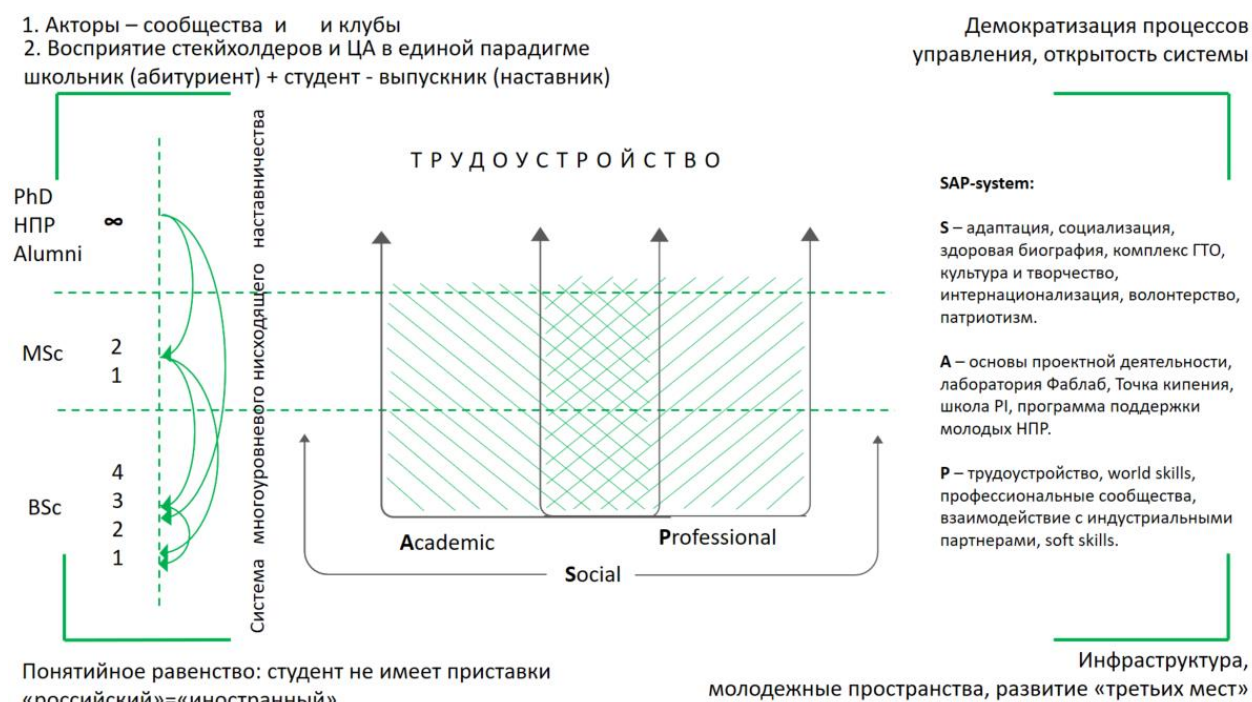 1. Акторы – сообщества и и клубы
2. Восприятие стекйхолдеров и ЦА в единой парадигме
школьник (абитуриент) + студент - выпускник (наставник)
Демократизация процессов
управления, открытость системы
PhD
НПР
Alumni
∞
MSc
2
1
BSc
4
3
2
1
Система многоуровневого нисходящего наставничества
ТРУДОУСТРОЙСТВО
Academic
Professional
Social
SAP-system:
S – адаптация, социализация,
здоровая биография, комплекс ГТО,
культура и творчество,
интернационализация, волонтерство,
патриотизм.
A – основы проектной деятельности,
лаборатория Фаблаб, Точка кипения,
школа PI, программа поддержки
молодых НПР.
P – трудоустройство, world skills,
профессиональные сообщества,
взаимодействие с индустриальными
партнерами, soft skills.
Понятийное равенство: студент не имеет приставки
«российский»=«иностранный»
Инфраструктура,
молодежные пространства, развитие «третьих мест»